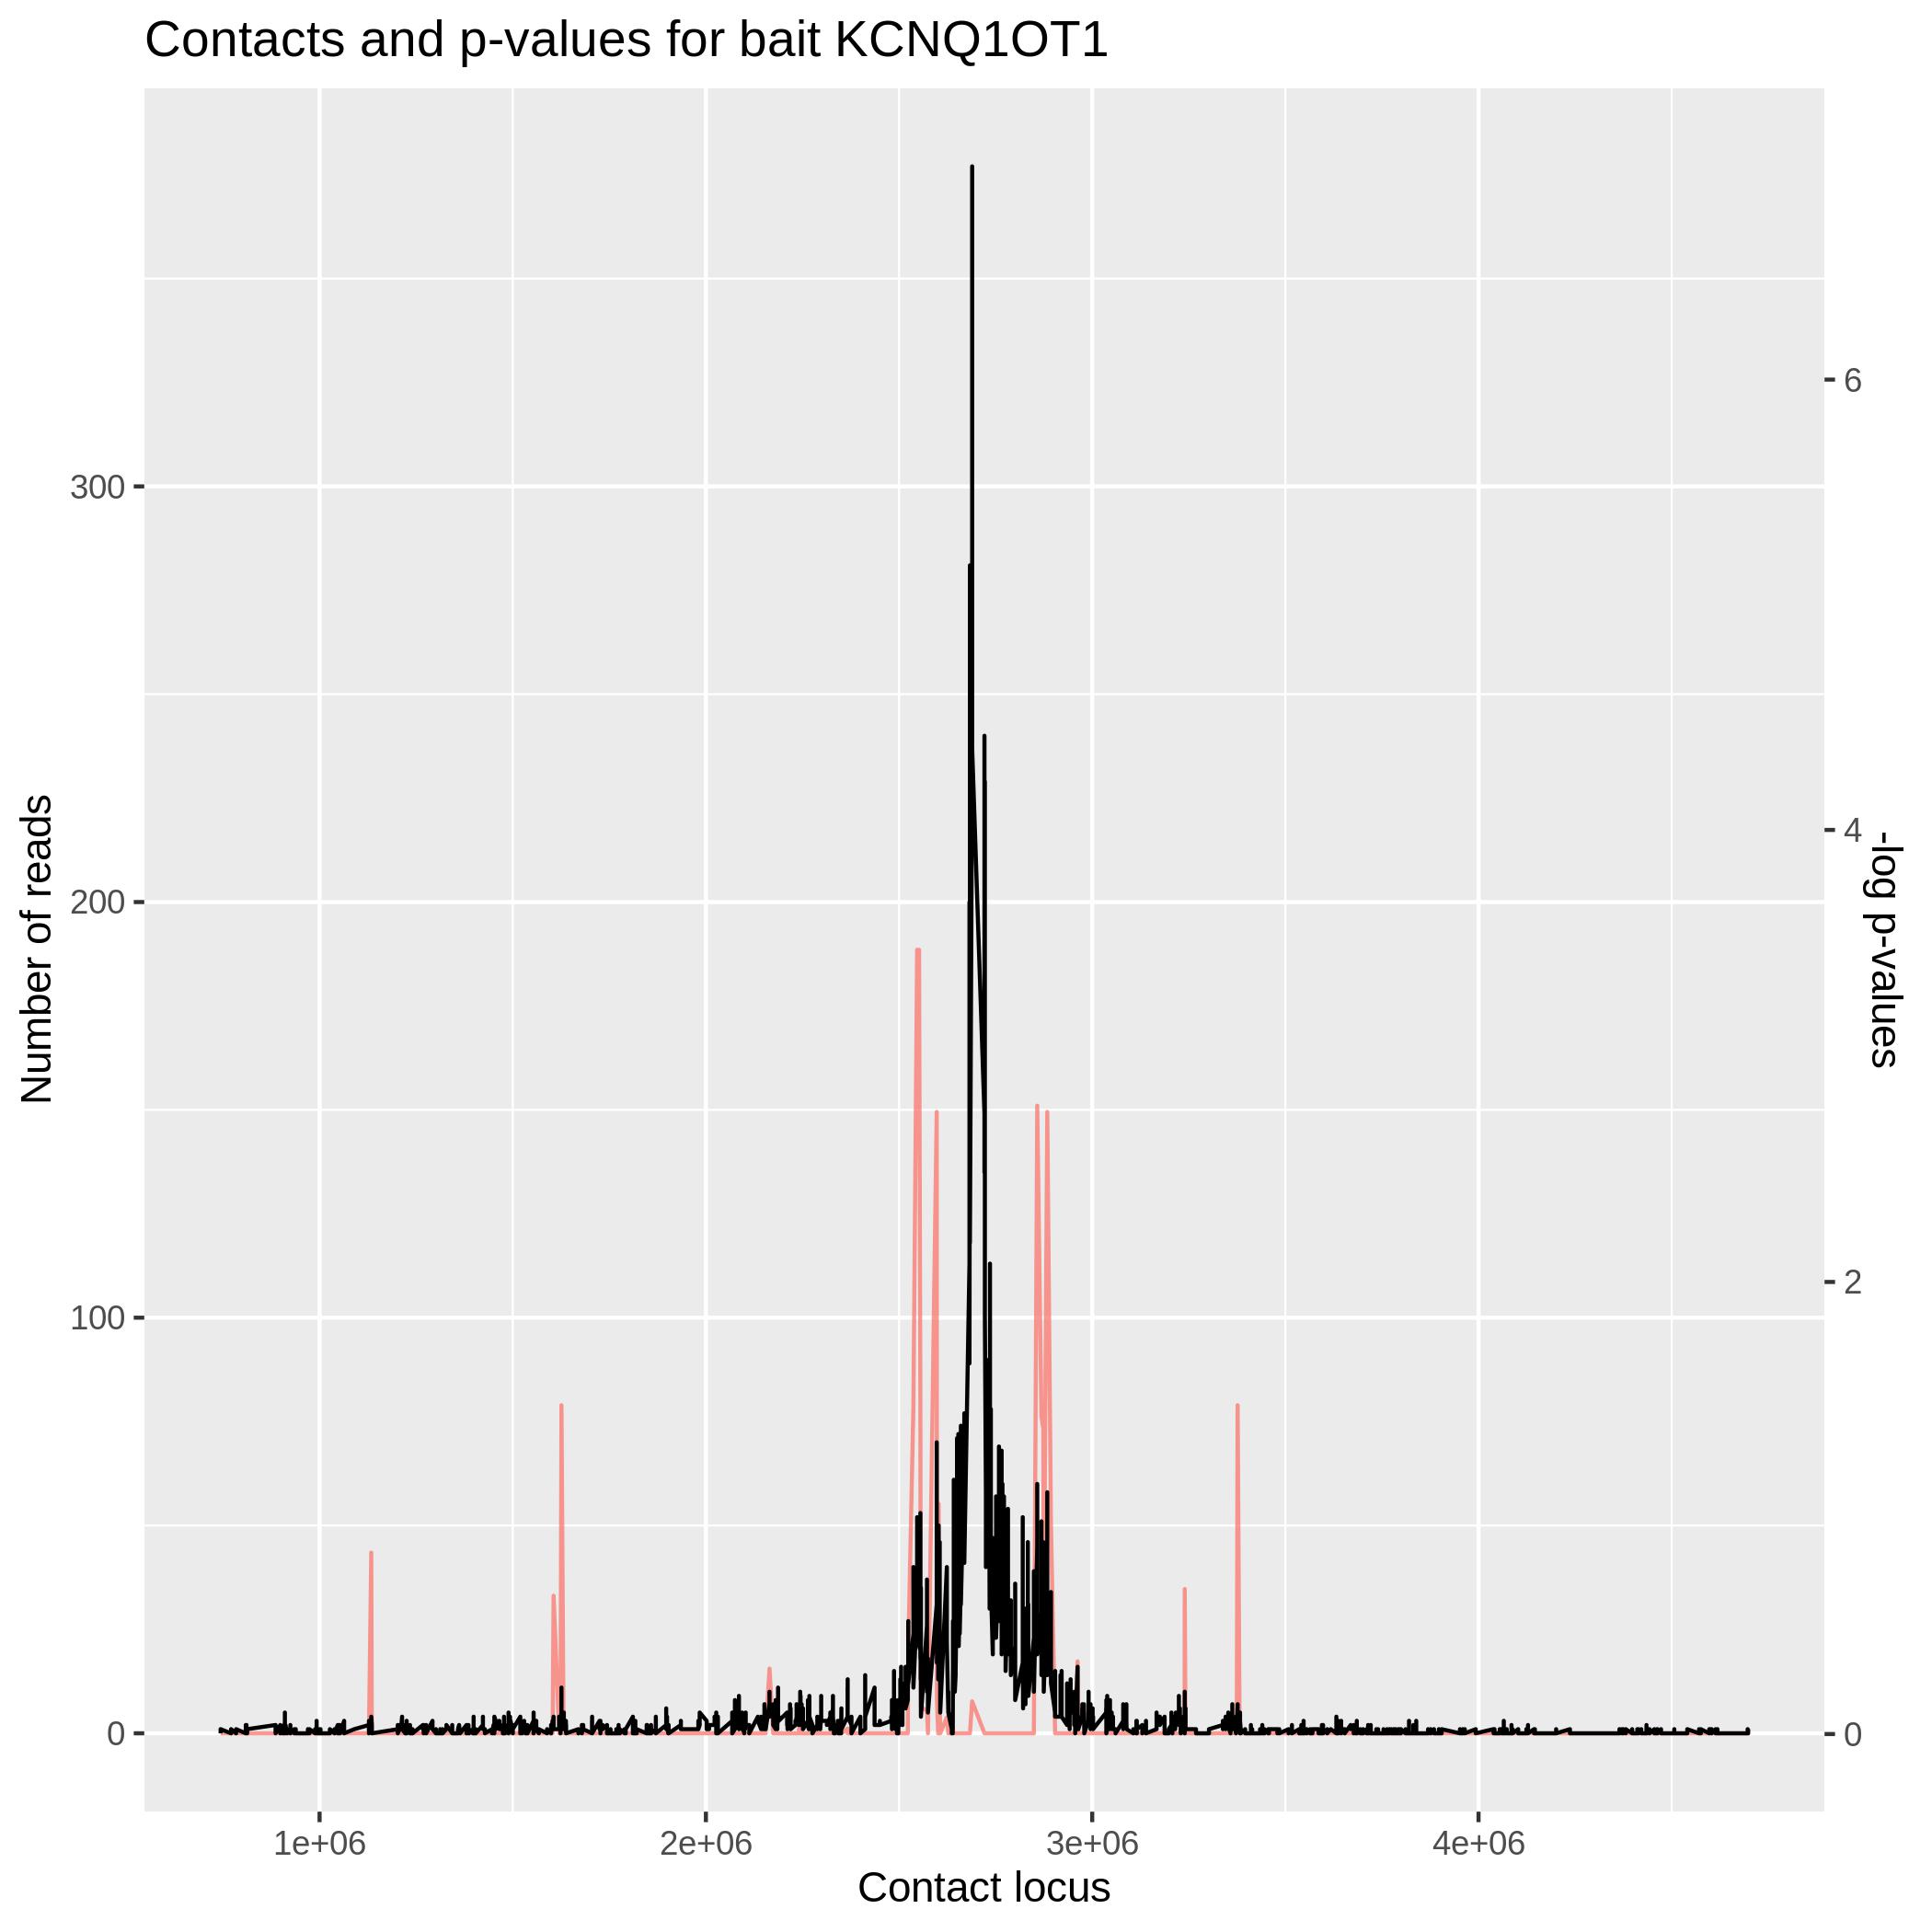 Contacts and p-values for bait KCNQ1OT1
Number of reads
300
200
100
0
6
4
2
0
-log p-values
1e+06
2e+06
3e+06
4e+06
Contact locus